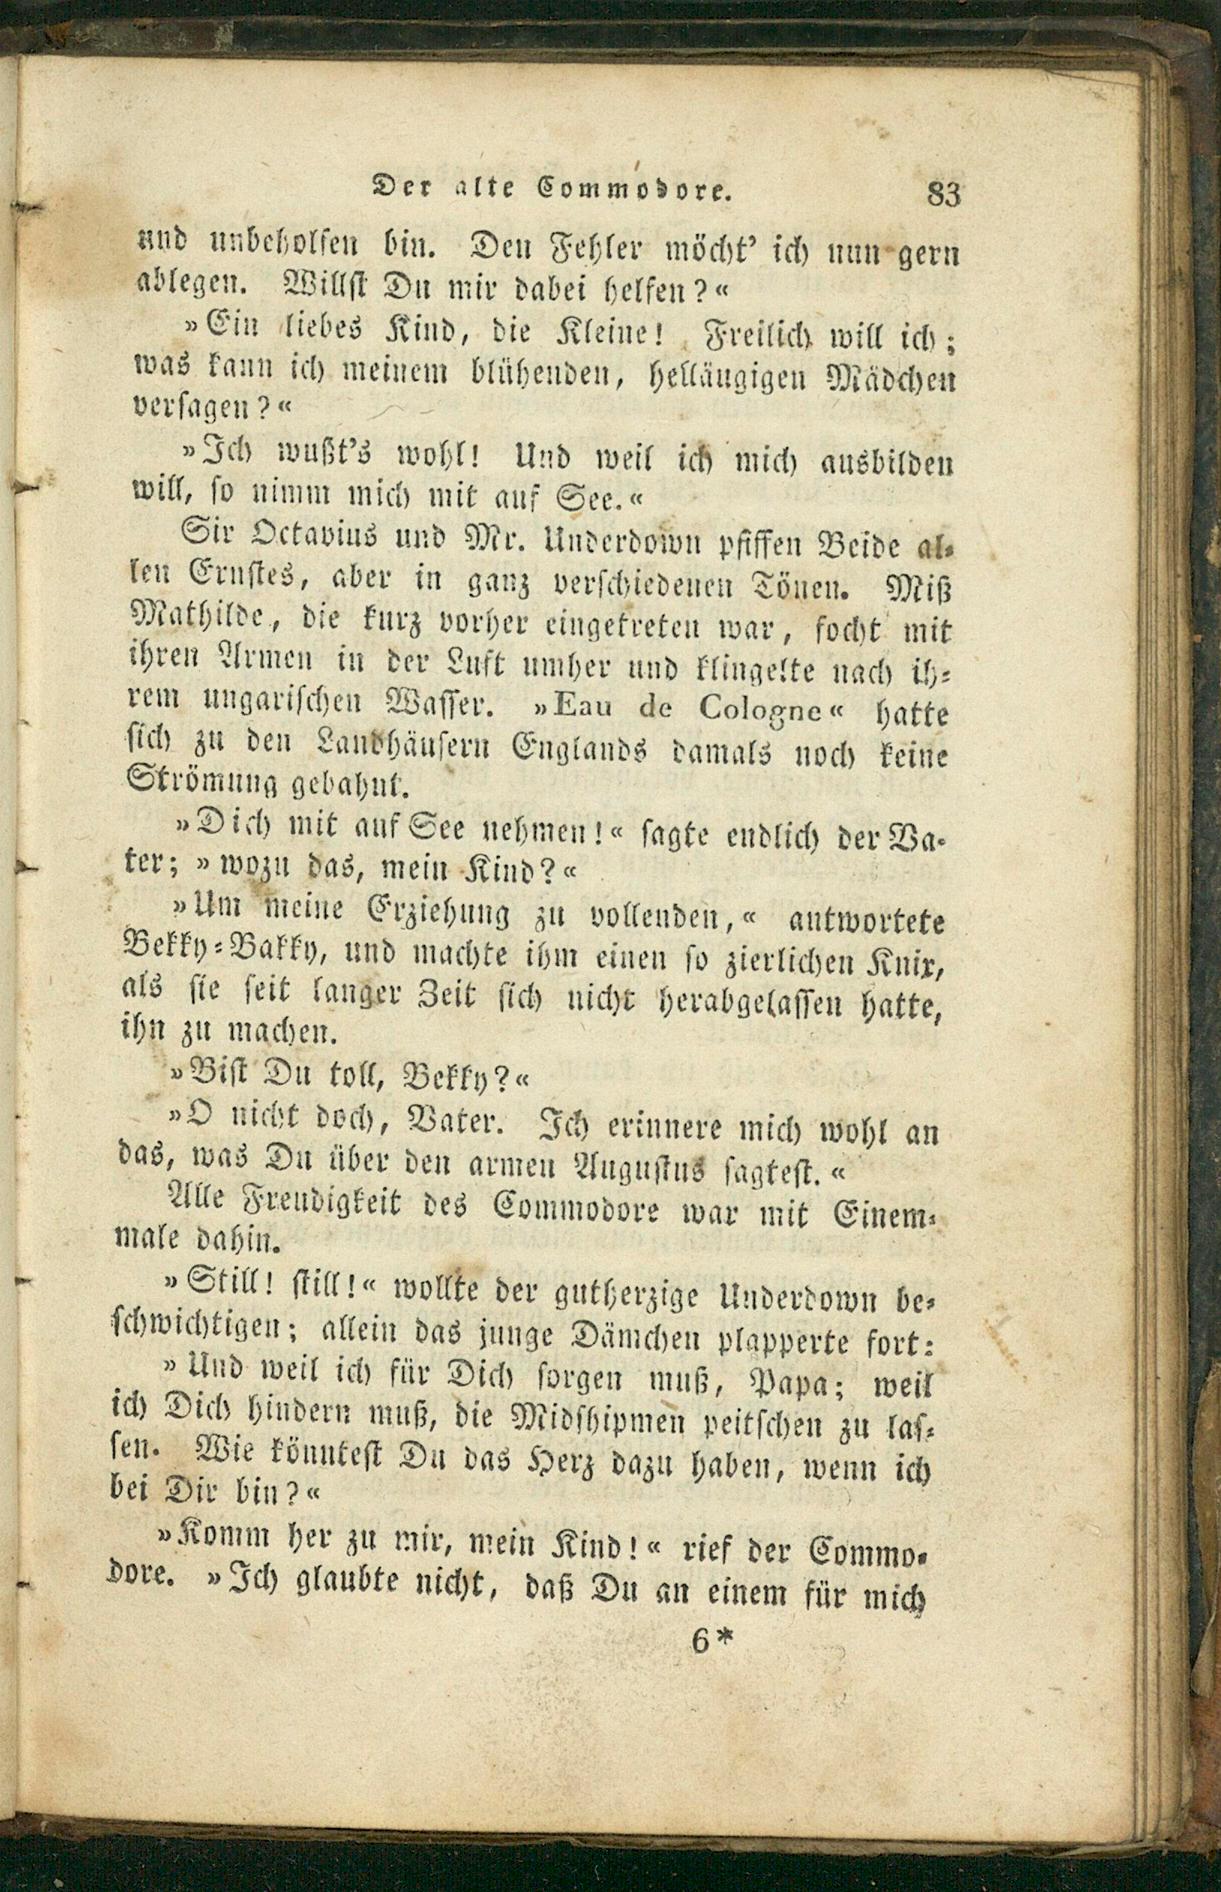 Der alte Commodore. 83
und unbeholfen bin. Den Fehler möcht' ich nun gern
ablegen. Willst Du mir dabei helfen?«
»Ein liebes Kind, die Kleine! Freilich will ich;
was kann ich meinem blühenden, helläugigen Mädchen
versagen?«
»Ich wußt's wohl! Und weil ich mich ausbilden
will, so nimm mich mit auf See.«
Sir Octavius und Mr. Underdown pfiffen Beide al-
len Ernstes, aber in ganz verschiedenen Tönen. Miß
Mathilde, die kurz vorher eingetreten war, focht mit
ihren Armen in der Luft umher und klingelte nach ih-
rem ungarischen Wasser. »Eau de Cologne« hatte
sich zu den Landhäusern Englands damals noch keine
Strömung gebahnt.
»Dich mit auf See nehmen!« sagte endlich der Va-
ter; »wozu das, mein Kind?«
»Um meine Erziehung zu vollenden,« antwortete
Bekky-Bakky, und machte ihm einen so zierlichen Knix,
als sie seit langer Zeit sich nicht herabgelassen hatte,
ihn zu machen.
»Bist Du toll, Bekky?«
»O nicht doch, Vater. Ich erinnere mich wohl an
das, was Du über den armen Augustus sagtest.«
Alle Freudigkeit des Commodore war mit Einem-
male dahin.
»Still! still!« wollte der gutherzige Underdown be-
schwichtigen; allein das junge Dämchen plapperte fort:
»Und weil ich für Dich sorgen muß, Papa; weil
ich Dich hindern muß, die Midshipmen peitschen zu las-
sen. Wie könntest Du das Herz dazu haben, wenn ich
bei Dir bin?«
»Komm her zu mir, mein Kind!« rief der Commo-
dore. »Ich glaubte nicht, daß Du an einem für mich
6*